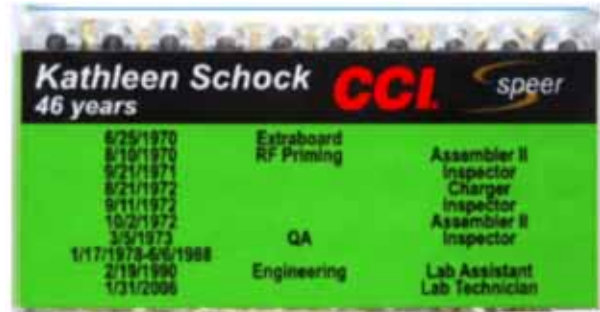 Kathleen Schock
46 years
CCI. speer
6/25/1970 Extraboard
8/10/1970 RF Priming Assembler II
9/21/1971 Inspector
8/21/1972 Charger
9/11/1972 Inspector
10/2/1972 Assembler II
3/5/1973 QA Inspector
1/17/1978-6/6/1988
2/19/1990 Engineering Lab Assistant
1/31/2006 Lab Technician